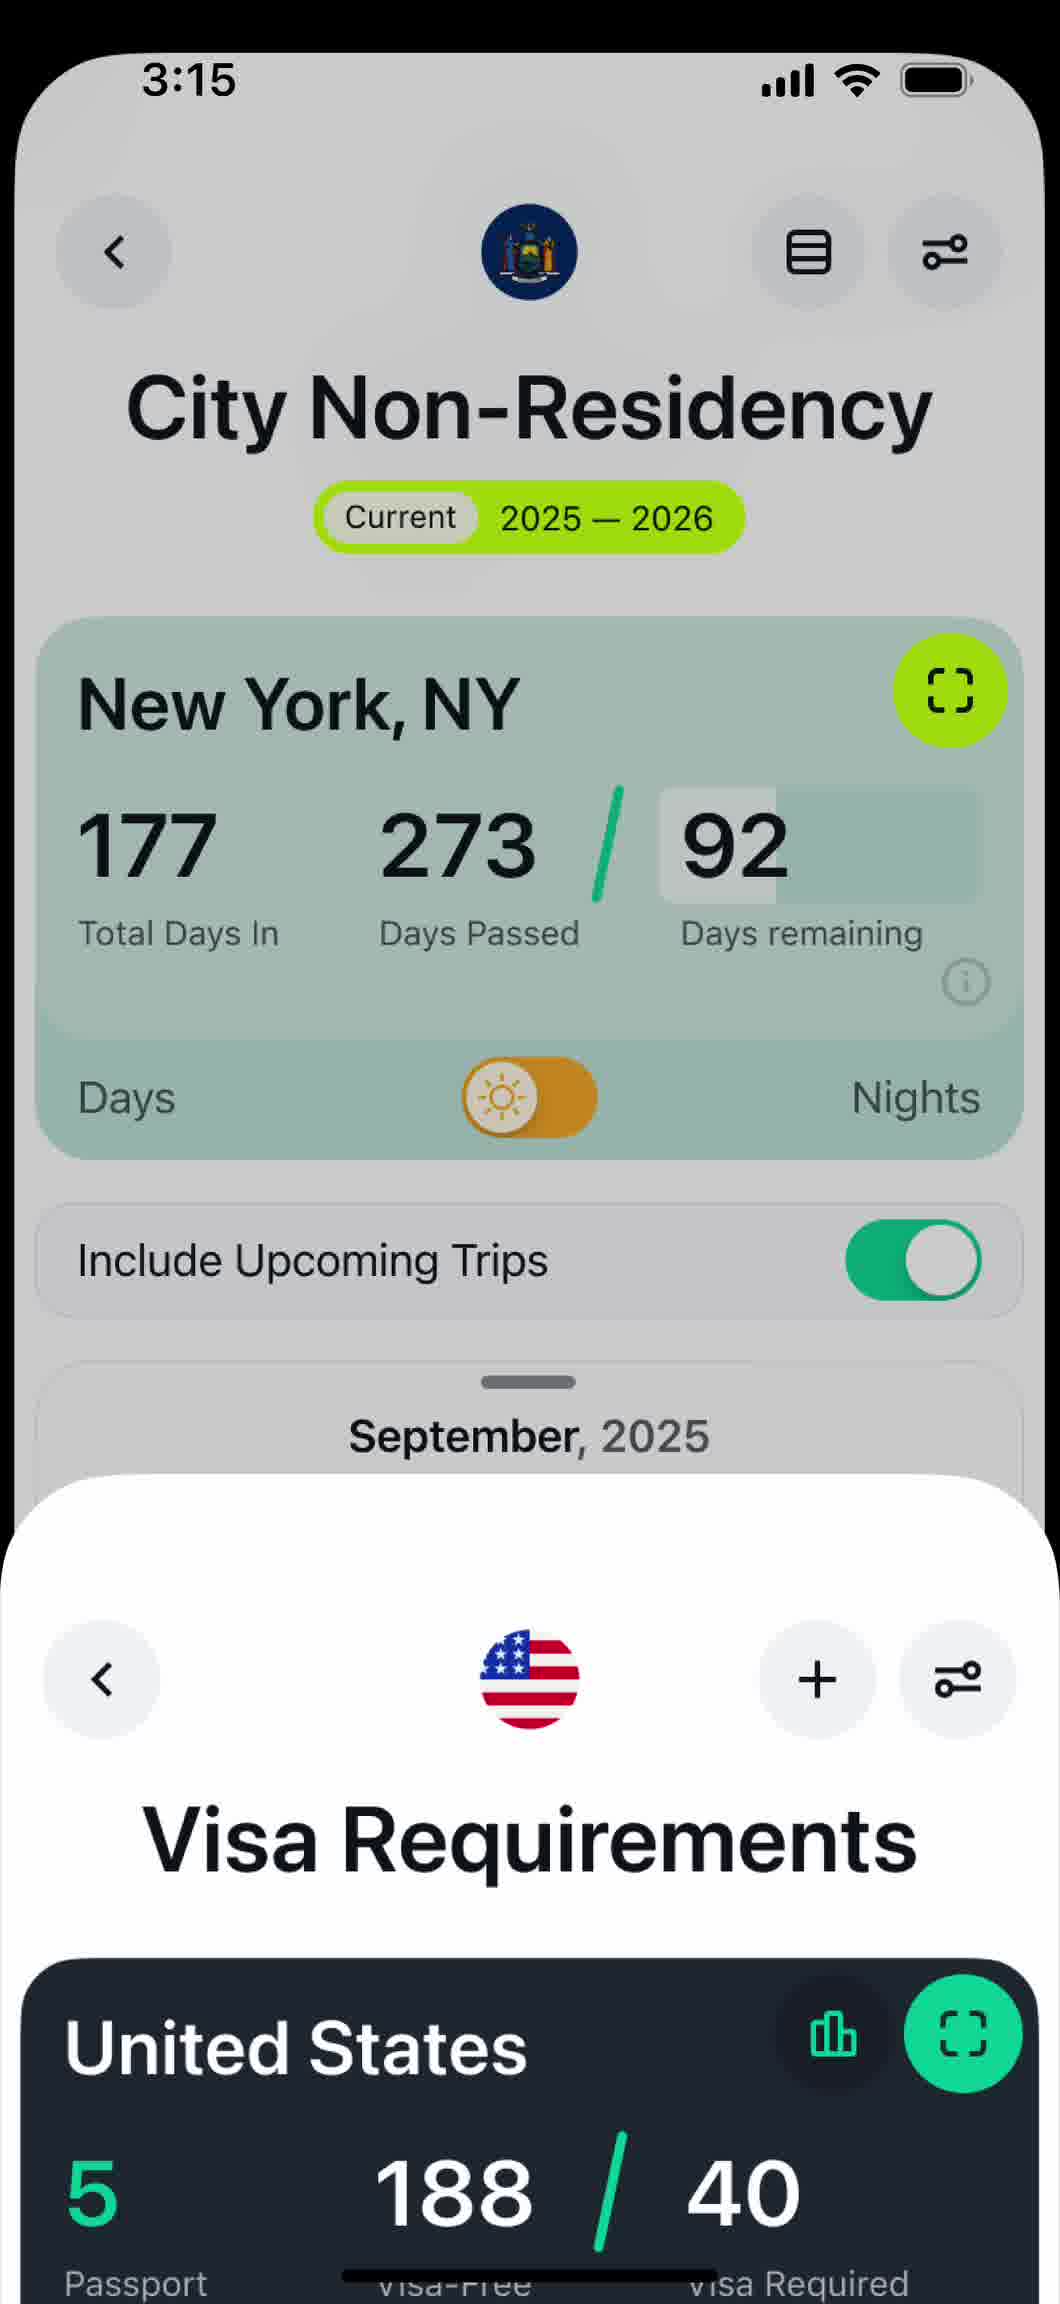 3:15
City Non-Residency
Current 2025 — 2026
New York, NY
177 273 / 92
Total Days In Days Passed Days remaining
Days Nights
Include Upcoming Trips
September, 2025
Visa Requirements
United States
5 188 / 40
Passport Visa-Free Visa Required